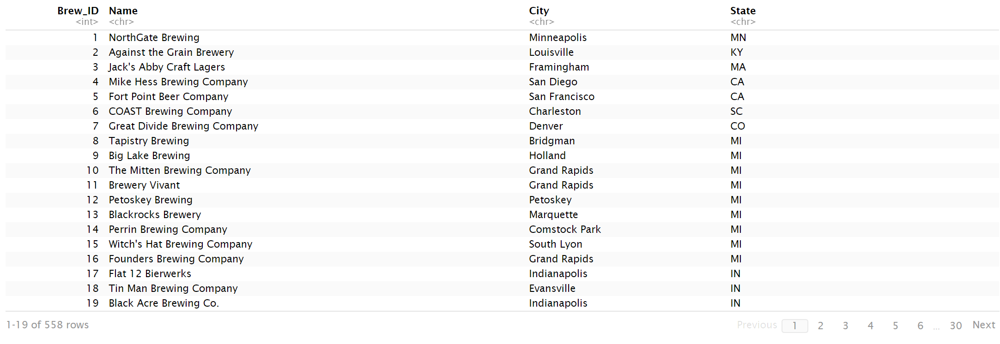 Brew_ID Name City State
<int> <chr> <chr> <chr>
1 NorthGate Brewing Minneapolis MN
2 Against the Grain Brewery Louisville KY
3 Jack's Abby Craft Lagers Framingham MA
4 Mike Hess Brewing Company San Diego CA
5 Fort Point Beer Company San Francisco CA
6 COAST Brewing Company Charleston SC
7 Great Divide Brewing Company Denver CO
8 Tapistry Brewing Bridgman MI
9 Big Lake Brewing Holland MI
10 The Mitten Brewing Company Grand Rapids MI
11 Brewery Vivant Grand Rapids MI
12 Petoskey Brewing Petoskey MI
13 Blackrocks Brewery Marquette MI
14 Perrin Brewing Company Comstock Park MI
15 Witch's Hat Brewing Company South Lyon MI
16 Founders Brewing Company Grand Rapids MI
17 Flat 12 Bierwerks Indianapolis IN
18 Tin Man Brewing Company Evansville IN
19 Black Acre Brewing Co. Indianapolis IN
1-19 of 558 rows Previous 1 2 3 4 5 6 ... 30 Next